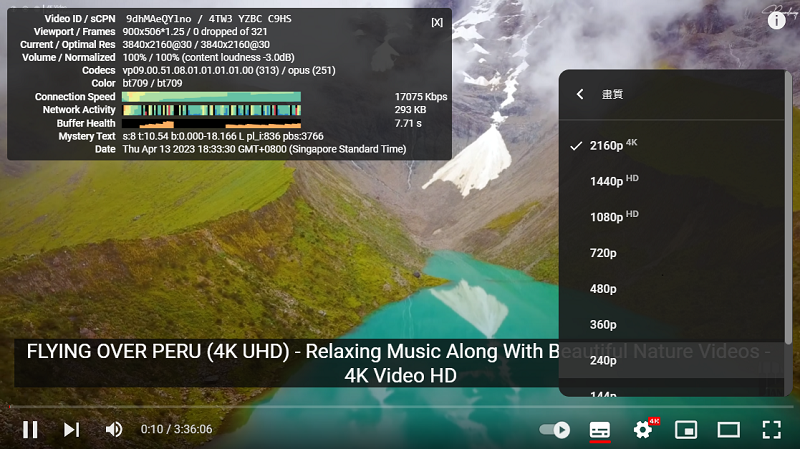 Video ID / sCPN 9dhMAeQY1no / 4TW3 YZBC C9HS
[X]
Viewport / Frames 900x506*1.25 / 0 dropped of 321
Current / Optimal Res 3840x2160@30 / 3840x2160@30
Volume / Normalized 100% / 100% (content loudness -3.0dB)
Codecs vp09.00.51.08.01.01.01.01.00 (313) / opus (251)
Color bt709 / bt709
Connection Speed 17075 Kbps
Network Activity 293 KB
Buffer Health 7.71 s
Mystery Text s:8 t:10.54 b:0.000-18.166 L pl_i:836 pbs:3766
Date Thu Apr 13 2023 18:33:30 GMT+0800 (Singapore Standard Time)
畫質
2160p 4K
1440p HD
1080p HD
720p
480p
360p
240p
144p
FLYING OVER PERU (4K UHD) - Relaxing Music Along With Beautiful Nature Videos -
4K Video HD
0:10 / 3:36:06
4K